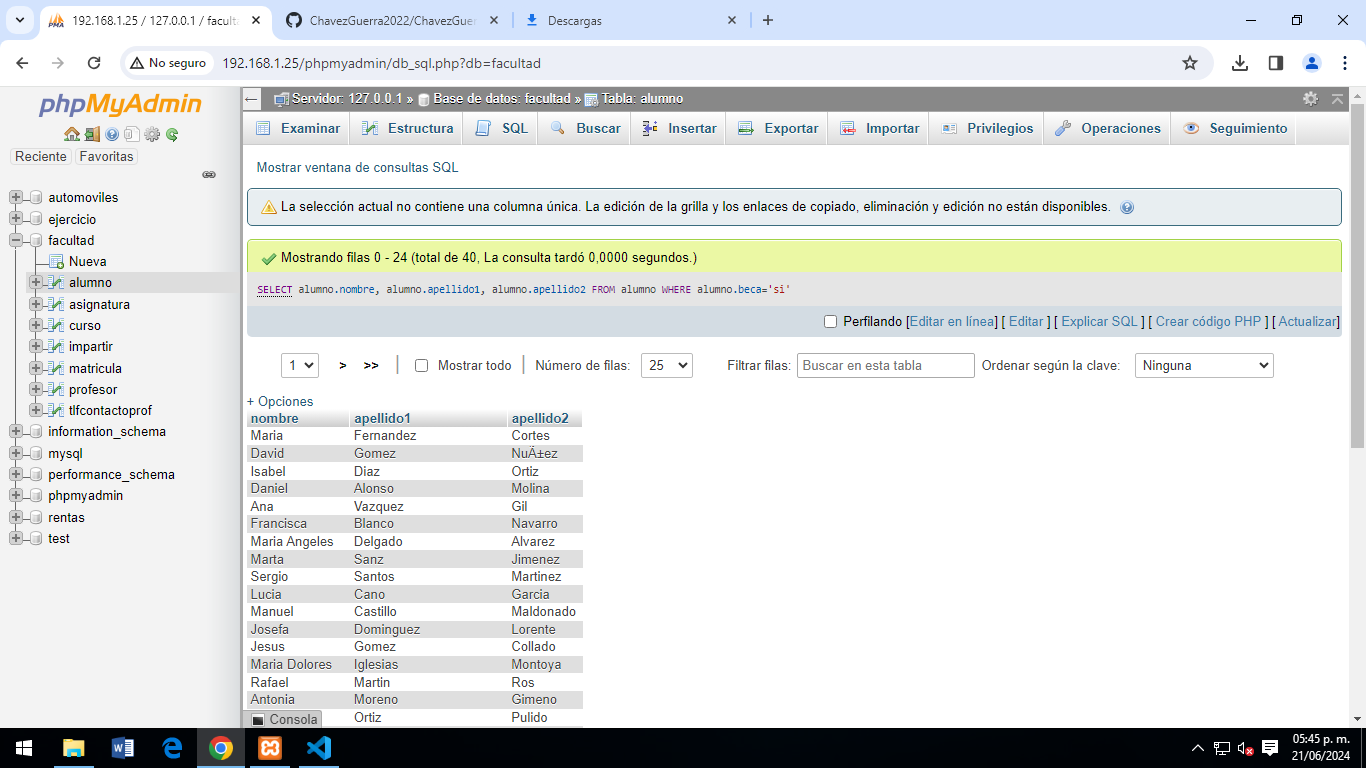 192.168.1.25 / 127.0.0.1 / facult
ChavezGuerra2022/ChavezGuer
Descargas
No seguro
192.168.1.25/phpmyadmin/db_sql.php?db=facultad
phpMyAdmin
Reciente
Favoritas
automoviles
ejercicio
facultad
Nueva
alumno
asignatura
curso
impartir
matricula
profesor
tlfcontactoprof
information_schema
mysql
performance_schema
phpmyadmin
rentas
test
Servidor: 127.0.0.1 » Base de datos: facultad » Tabla: alumno
Examinar Estructura SQL Buscar Insertar Exportar Importar Privilegios Operaciones Seguimiento
Mostrar ventana de consultas SQL
La selección actual no contiene una columna única. La edición de la grilla y los enlaces de copiado, eliminación y edición no están disponibles.
Mostrando filas 0 - 24 (total de 40, La consulta tardó 0,0000 segundos.)
SELECT alumno.nombre, alumno.apellido1, alumno.apellido2 FROM alumno WHERE alumno.beca='si'
Perfilando [Editar en línea] [ Editar ] [ Explicar SQL ] [ Crear código PHP ] [ Actualizar]
1 > >> Mostrar todo Número de filas: 25 Filtrar filas: Buscar en esta tabla Ordenar según la clave: Ninguna
+ Opciones
nombre apellido1 apellido2
Maria Fernandez Cortes
David Gomez NuÄ±ez
Isabel Diaz Ortiz
Daniel Alonso Molina
Ana Vazquez Gil
Francisca Blanco Navarro
Maria Angeles Delgado Alvarez
Marta Sanz Jimenez
Sergio Santos Martinez
Lucia Cano Garcia
Manuel Castillo Maldonado
Josefa Dominguez Lorente
Jesus Gomez Collado
Maria Dolores Iglesias Montoya
Rafael Martin Ros
Antonia Moreno Gimeno
Ortiz Pulido
Consola
05:45 p. m.
21/06/2024